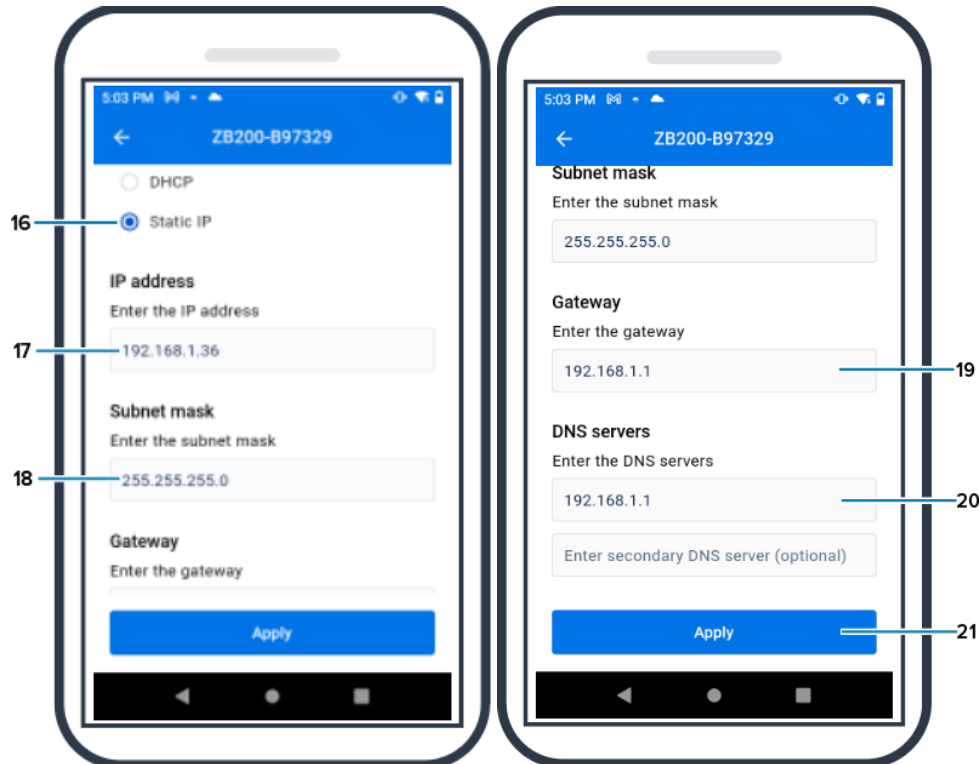 5:03 PM
ZB200-B97329
DHCP
16
Static IP
IP address
Enter the IP address
17
192.168.1.36
Subnet mask
Enter the subnet mask
18
255.255.255.0
Gateway
Enter the gateway
Apply
5:03 PM
ZB200-B97329
Subnet mask
Enter the subnet mask
255.255.255.0
Gateway
Enter the gateway
192.168.1.1
19
DNS servers
Enter the DNS servers
192.168.1.1
20
Enter secondary DNS server (optional)
Apply
21